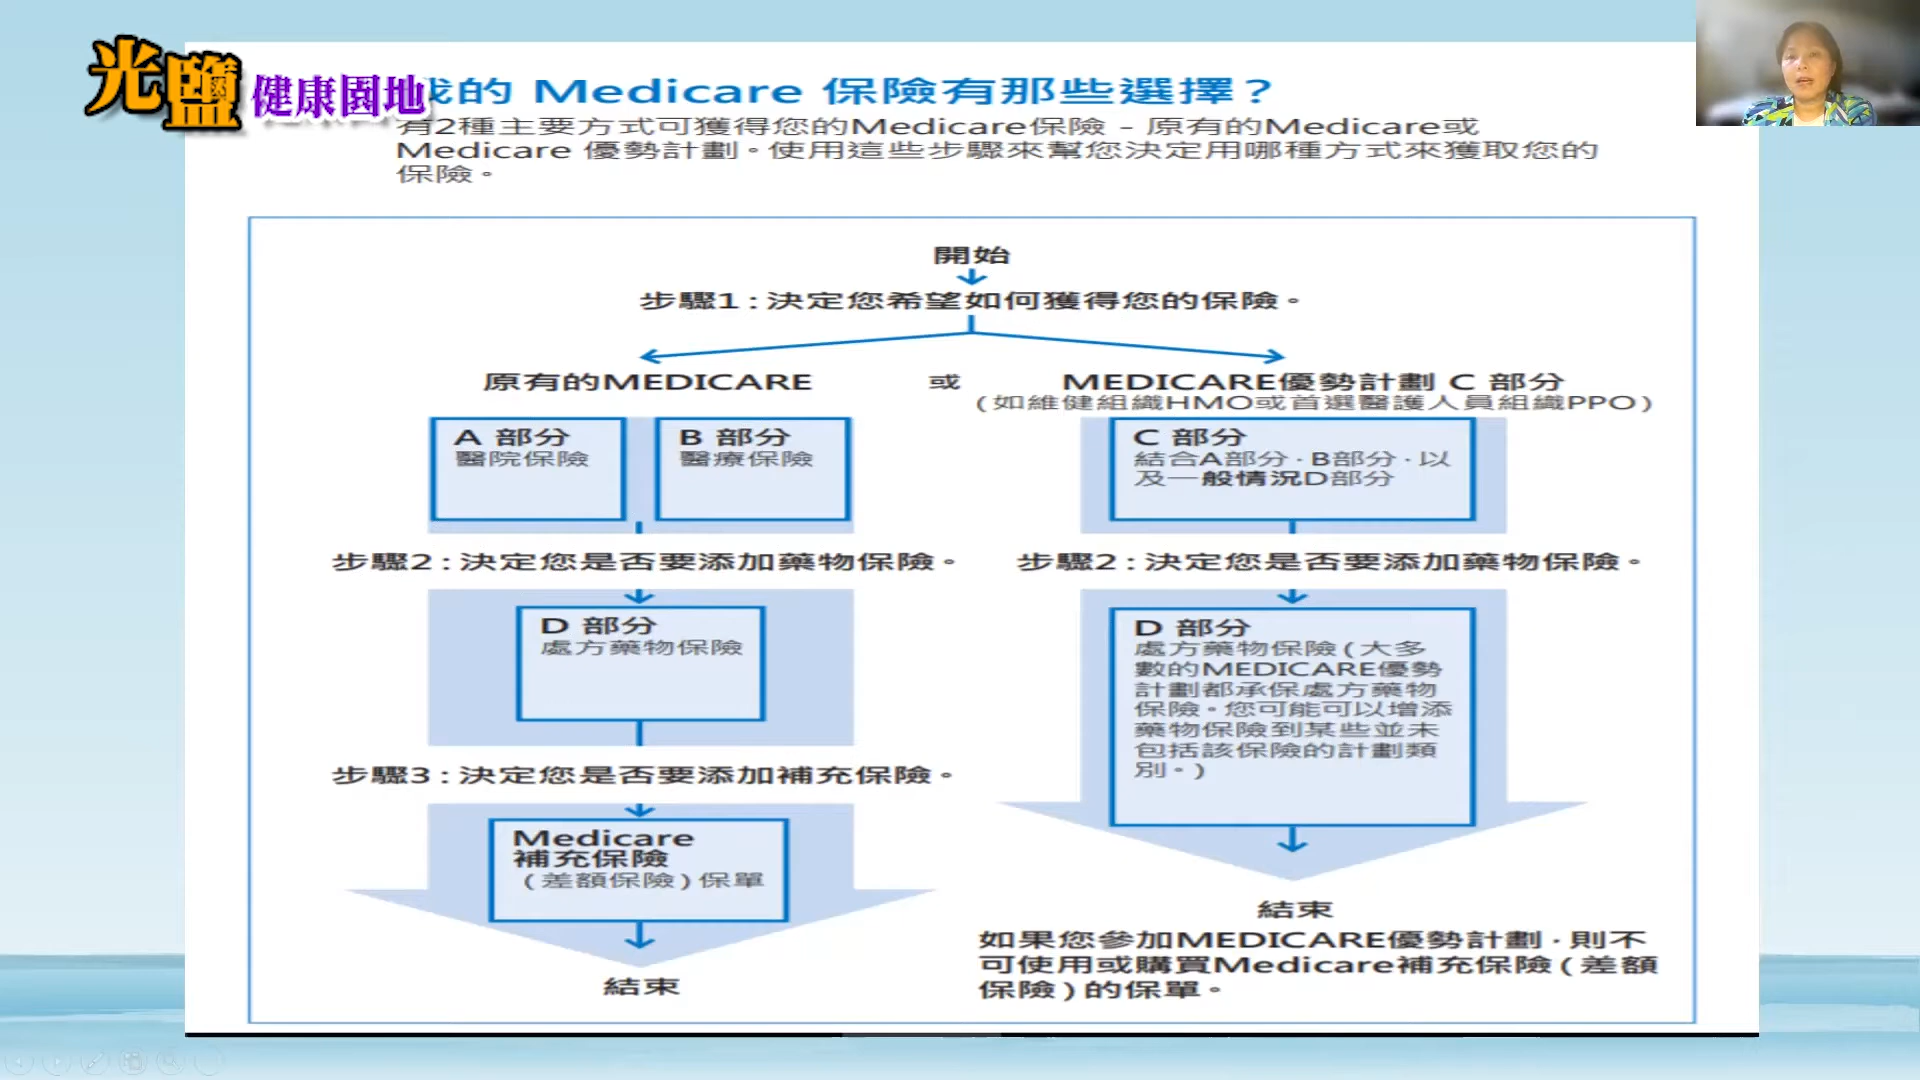 光鹽健康園地
我的 Medicare 保險有那些選擇？
有2種主要方式可獲得您的Medicare保險 – 原有的Medicare或
Medicare 優勢計劃。使用這些步驟來幫您決定用哪種方式來獲取您的
保險。
開始
步驟1：決定您希望如何獲得您的保險。
原有的MEDICARE
或
MEDICARE優勢計劃 C 部分
（如維健組織HMO或首選醫護人員組織PPO）
A 部分
醫院保險
B 部分
醫療保險
C 部分
結合A部分，B部分，以
及一般情況D部分
步驟2：決定您是否要添加藥物保險。
步驟2：決定您是否要添加藥物保險。
D 部分
處方藥物保險
D 部分
處方藥物保險（大多
數的MEDICARE優勢
計劃都承保處方藥物
保險。您可能可以增添
藥物保險到某些並未
包括該保險的計劃類
別。）
步驟3：決定您是否要添加補充保險。
Medicare
補充保險
（差額保險）保單
結束
結束
如果您參加MEDICARE優勢計劃，則不
可使用或購買Medicare補充保險（差額
保險）的保單。